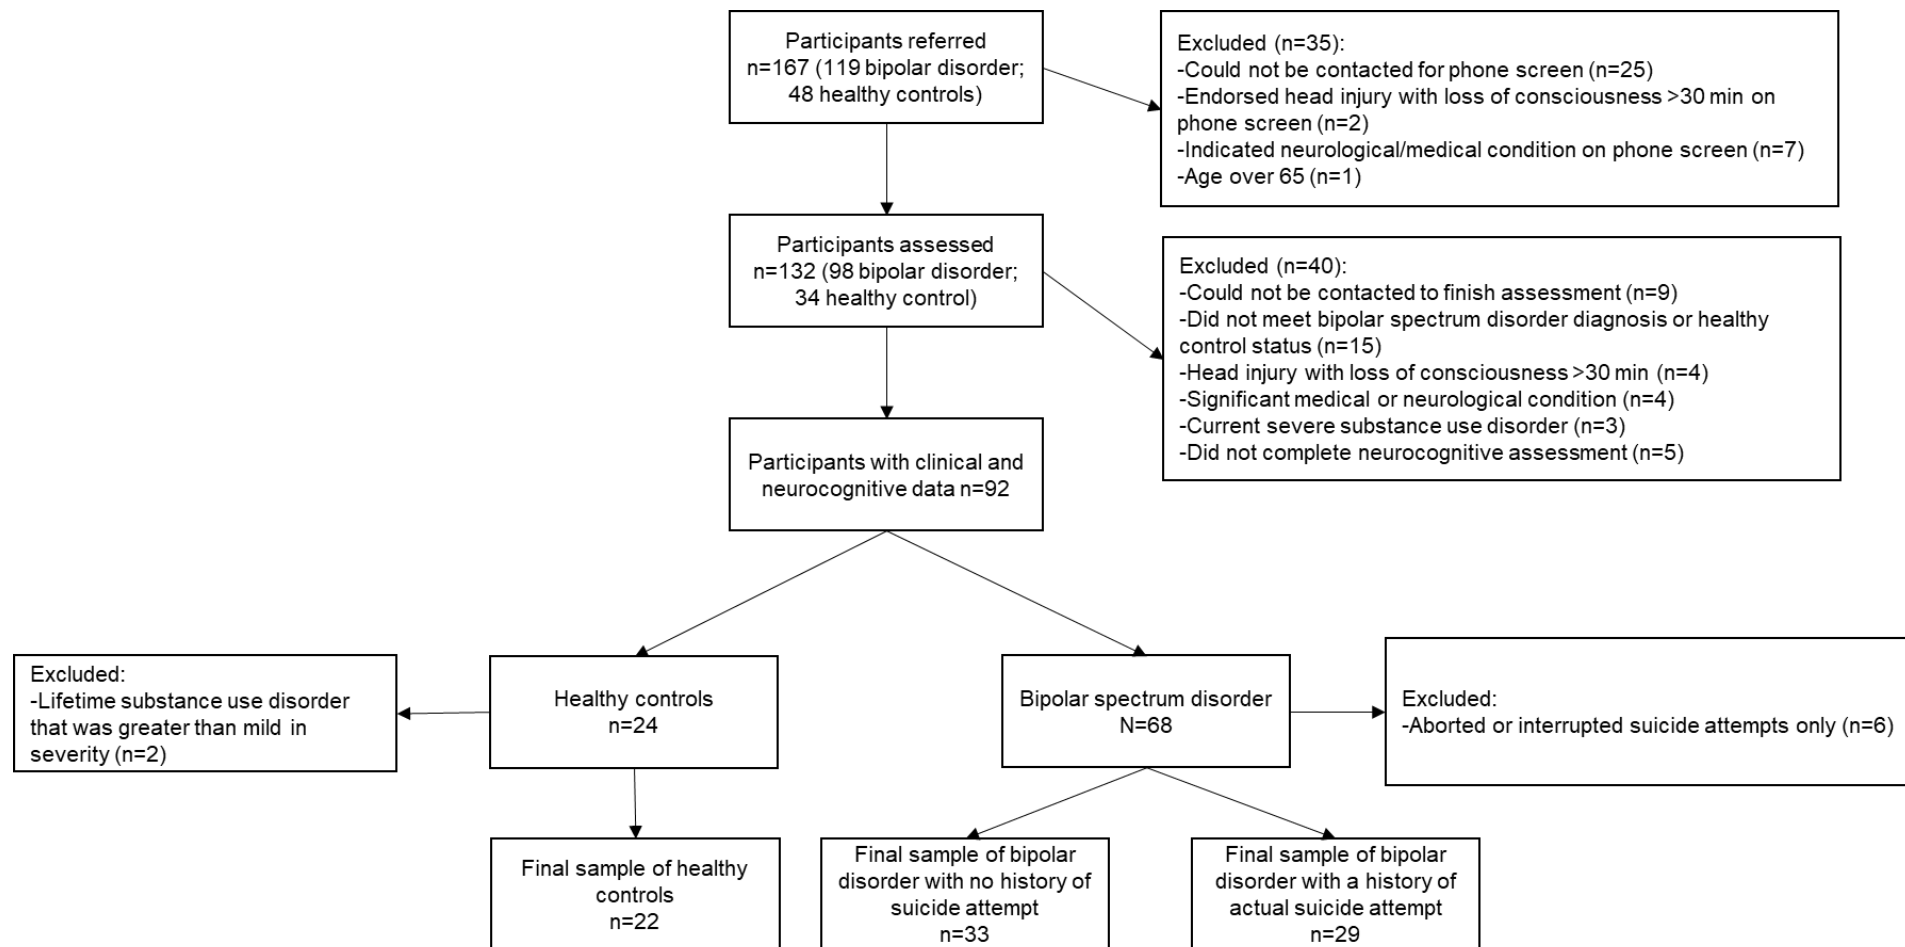 Participants referred
n=167 (119 bipolar disorder;
48 healthy controls)
Excluded (n=35):
-Could not be contacted for phone screen (n=25)
-Endorsed head injury with loss of consciousness >30 min on
phone screen (n=2)
-Indicated neurological/medical condition on phone screen (n=7)
-Age over 65 (n=1)
Participants assessed
n=132 (98 bipolar disorder;
34 healthy control)
Excluded (n=40):
-Could not be contacted to finish assessment (n=9)
-Did not meet bipolar spectrum disorder diagnosis or healthy
control status (n=15)
-Head injury with loss of consciousness >30 min (n=4)
-Significant medical or neurological condition (n=4)
-Current severe substance use disorder (n=3)
-Did not complete neurocognitive assessment (n=5)
Participants with clinical and
neurocognitive data n=92
Excluded:
-Lifetime substance use disorder
that was greater than mild in
severity (n=2)
Healthy controls
n=24
Bipolar spectrum disorder
N=68
Excluded:
-Aborted or interrupted suicide attempts only (n=6)
Final sample of healthy
controls
n=22
Final sample of bipolar
disorder with no history of
suicide attempt
n=33
Final sample of bipolar
disorder with a history of
actual suicide attempt
n=29